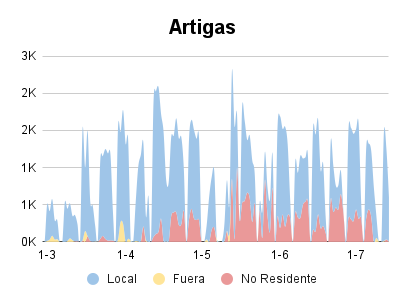 Artigas
3K
2K
2K
1K
1K
0K
1-3 1-4 1-5 1-6 1-7
Local Fuera No Residente